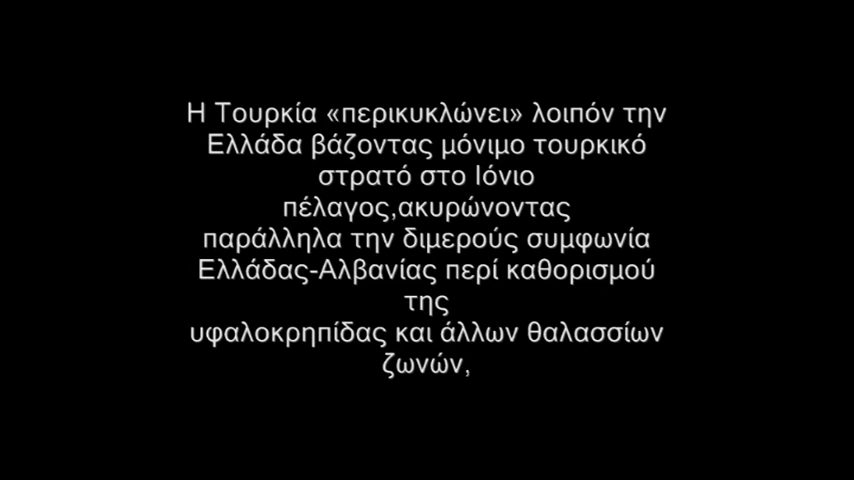 Η Τουρκία «περικυκλώνει» λοιπόν την
Ελλάδα βάζοντας μόνιμο τουρκικό
στρατό στο Ιόνιο
πέλαγος,ακυρώνοντας
παράλληλα την διμερούς συμφωνία
Ελλάδας-Αλβανίας περί καθορισμού
της
υφαλοκρηπίδας και άλλων θαλασσίων
ζωνών,